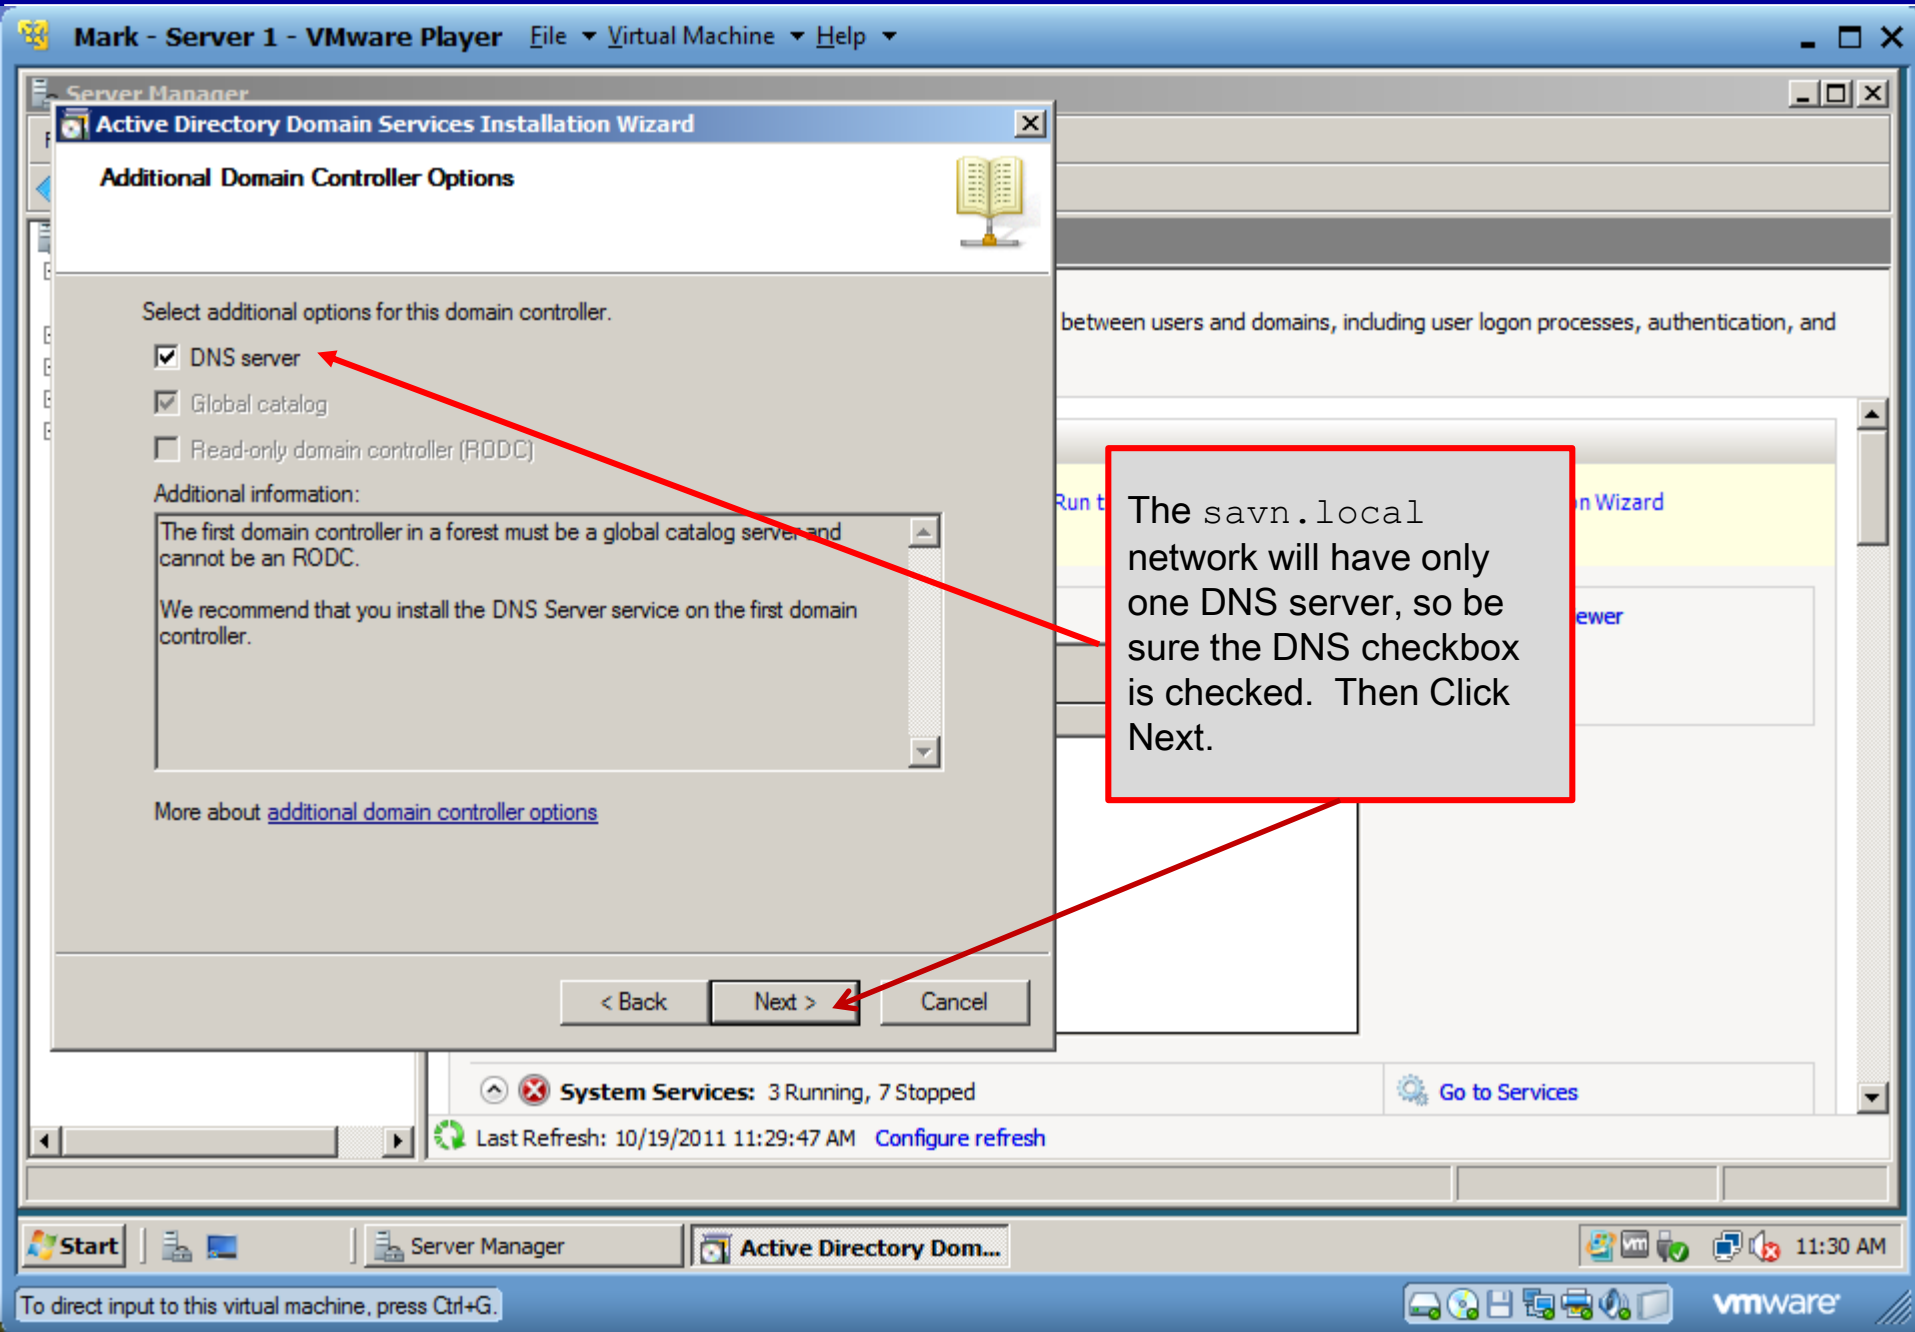 Mark - Server 1 - VMware Player File Virtual Machine Help
Server Manager
Active Directory Domain Services Installation Wizard
Additional Domain Controller Options
Select additional options for this domain controller.
DNS server
Global catalog
Read-only domain controller (RODC)
Additional information:
The first domain controller in a forest must be a global catalog server and
cannot be an RODC.
We recommend that you install the DNS Server service on the first domain
controller.
More about additional domain controller options
< Back Next > Cancel
between users and domains, including user logon processes, authentication, and
Run t
n Wizard
ewer
The savn.local
network will have only
one DNS server, so be
sure the DNS checkbox
is checked.  Then Click
Next.
System Services: 3 Running, 7 Stopped
Go to Services
Last Refresh: 10/19/2011 11:29:47 AM Configure refresh
Start
Server Manager
Active Directory Dom...
vm
11:30 AM
To direct input to this virtual machine, press Ctrl+G.
vmware